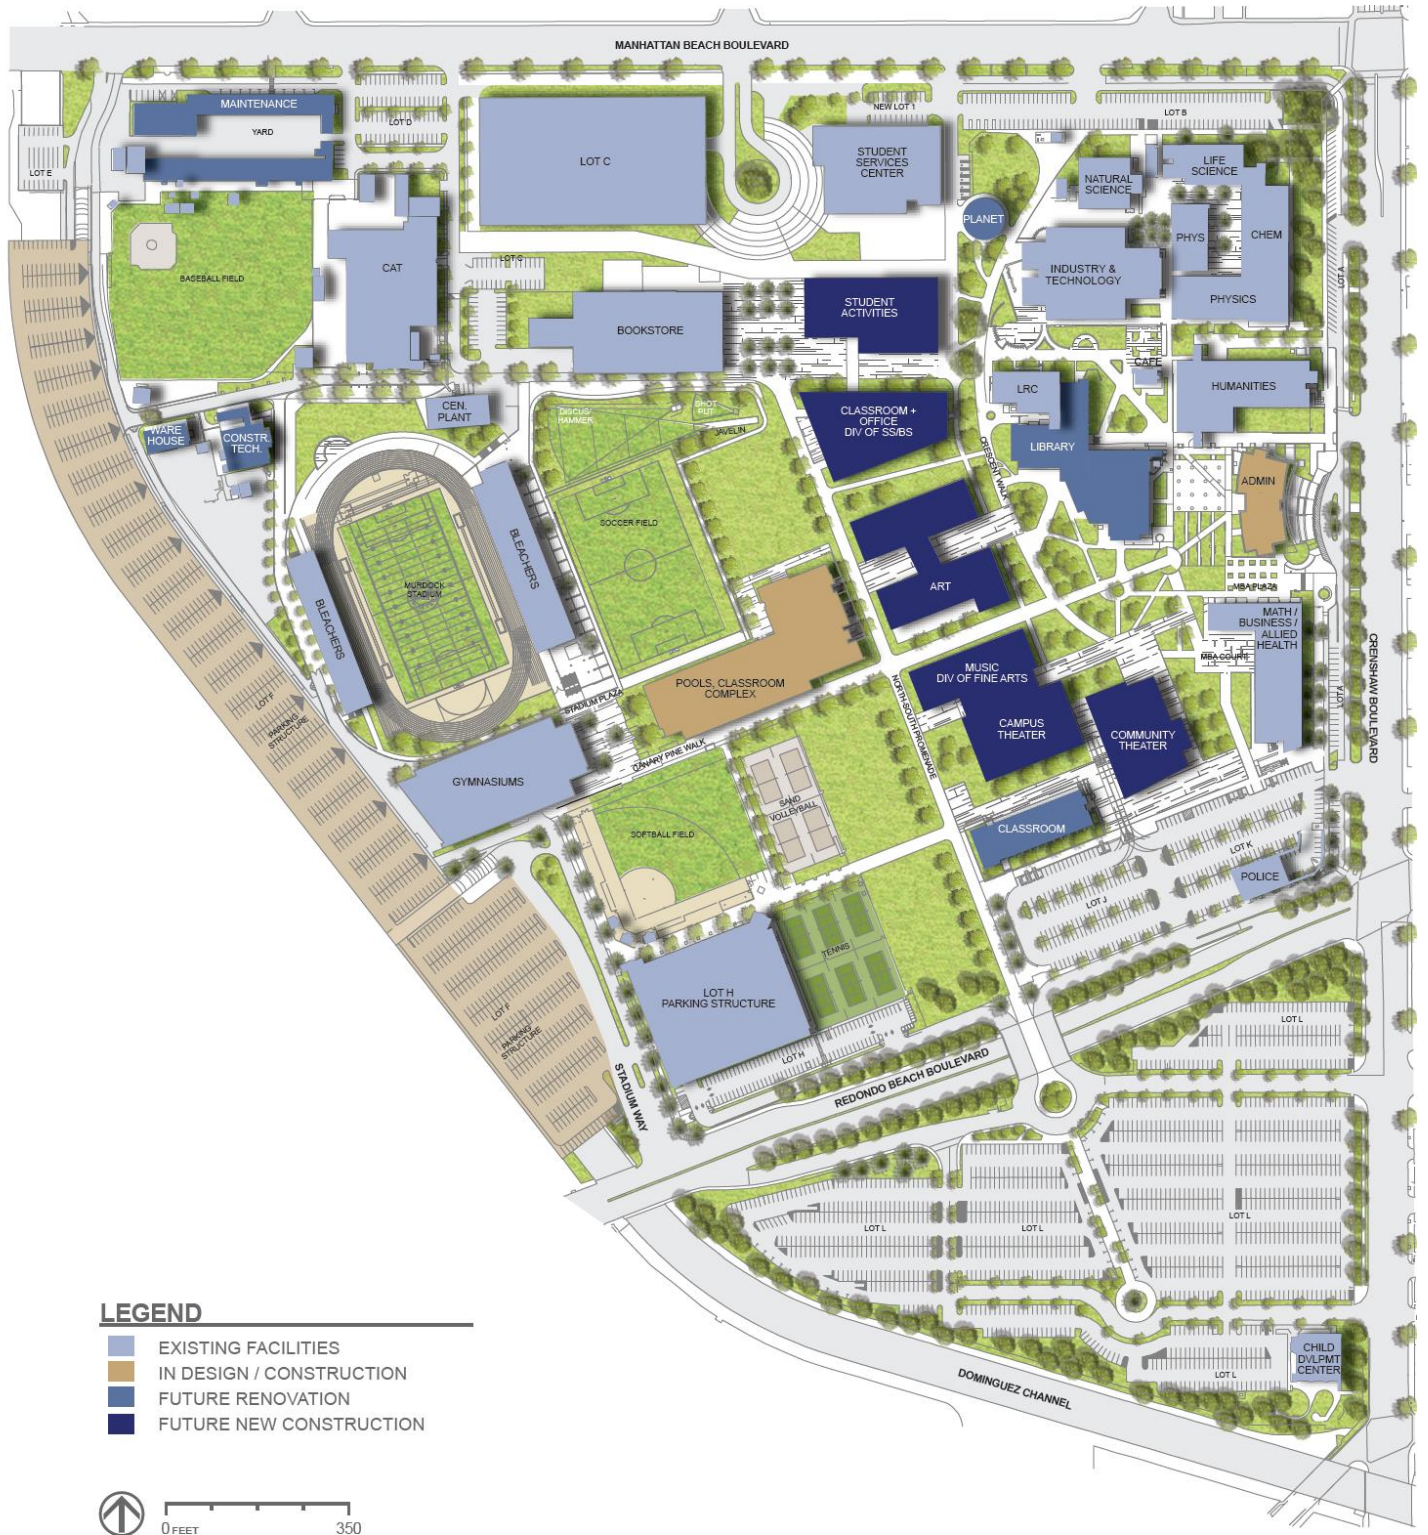 MANHATTAN BEACH BOULEVARD
MAINTENANCE
YARD
LOT D
LOT E
LOT C
NEW LOT 1
STUDENT
SERVICES
CENTER
LOT B
LIFE
SCIENCE
NATURAL
SCIENCE
PLANET
PHYS
CHEM
INDUSTRY &
TECHNOLOGY
PHYSICS
LOT A
CAT
LOT C
BASEBALL FIELD
BOOKSTORE
STUDENT
ACTIVITIES
CAFE
LRC
HUMANITIES
CEN.
PLANT
DISCUS/
HAMMER
SHOT
PUT
JAVELIN
CLASSROOM +
OFFICE
DIV OF SS/BS
WARE
HOUSE
CONSTR.
TECH.
CRESCENT WALK
LIBRARY
ADMIN
SOCCER FIELD
BLEACHERS
MURDOCK
STADIUM
BLEACHERS
ART
MBA PLAZA
MATH /
BUSINESS /
ALLIED
HEALTH
MBA COURT
CRENSHAW BOULEVARD
LOT A
POOLS, CLASSROOM
COMPLEX
STADIUM PLAZA
MUSIC
DIV OF FINE ARTS
CAMPUS
THEATER
COMMUNITY
THEATER
NORTH-SOUTH PROMENADE
LOT F
PARKING
STRUCTURE
CANARY PINE WALK
GYMNASIUMS
SAND
VOLLEYBALL
SOFTBALL FIELD
CLASSROOM
LOT K
POLICE
LOT J
TENNIS
LOT H
PARKING STRUCTURE
LOT F
PARKING
STRUCTURE
LOT H
LOT L
REDONDO BEACH BOULEVARD
STADIUM WAY
LOT L
LOT L
LOT L
CHILD
DVLPMT
CENTER
LOT L
DOMINGUEZ CHANNEL
LEGEND
EXISTING FACILITIES
IN DESIGN / CONSTRUCTION
FUTURE RENOVATION
FUTURE NEW CONSTRUCTION
0 FEET 350